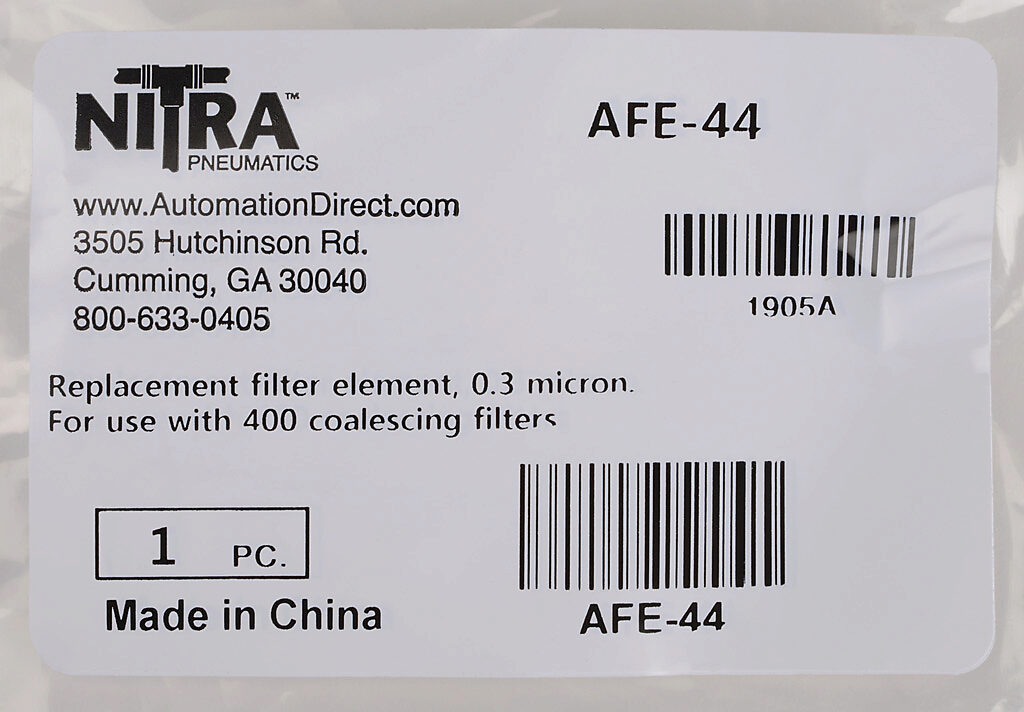 NITRA™
PNEUMATICS
www.AutomationDirect.com
3505 Hutchinson Rd.
Cumming, GA 30040
800-633-0405
AFE-44
1905A
Replacement filter element, 0.3 micron.
For use with 400 coalescing filters
1 PC.
Made in China
AFE-44